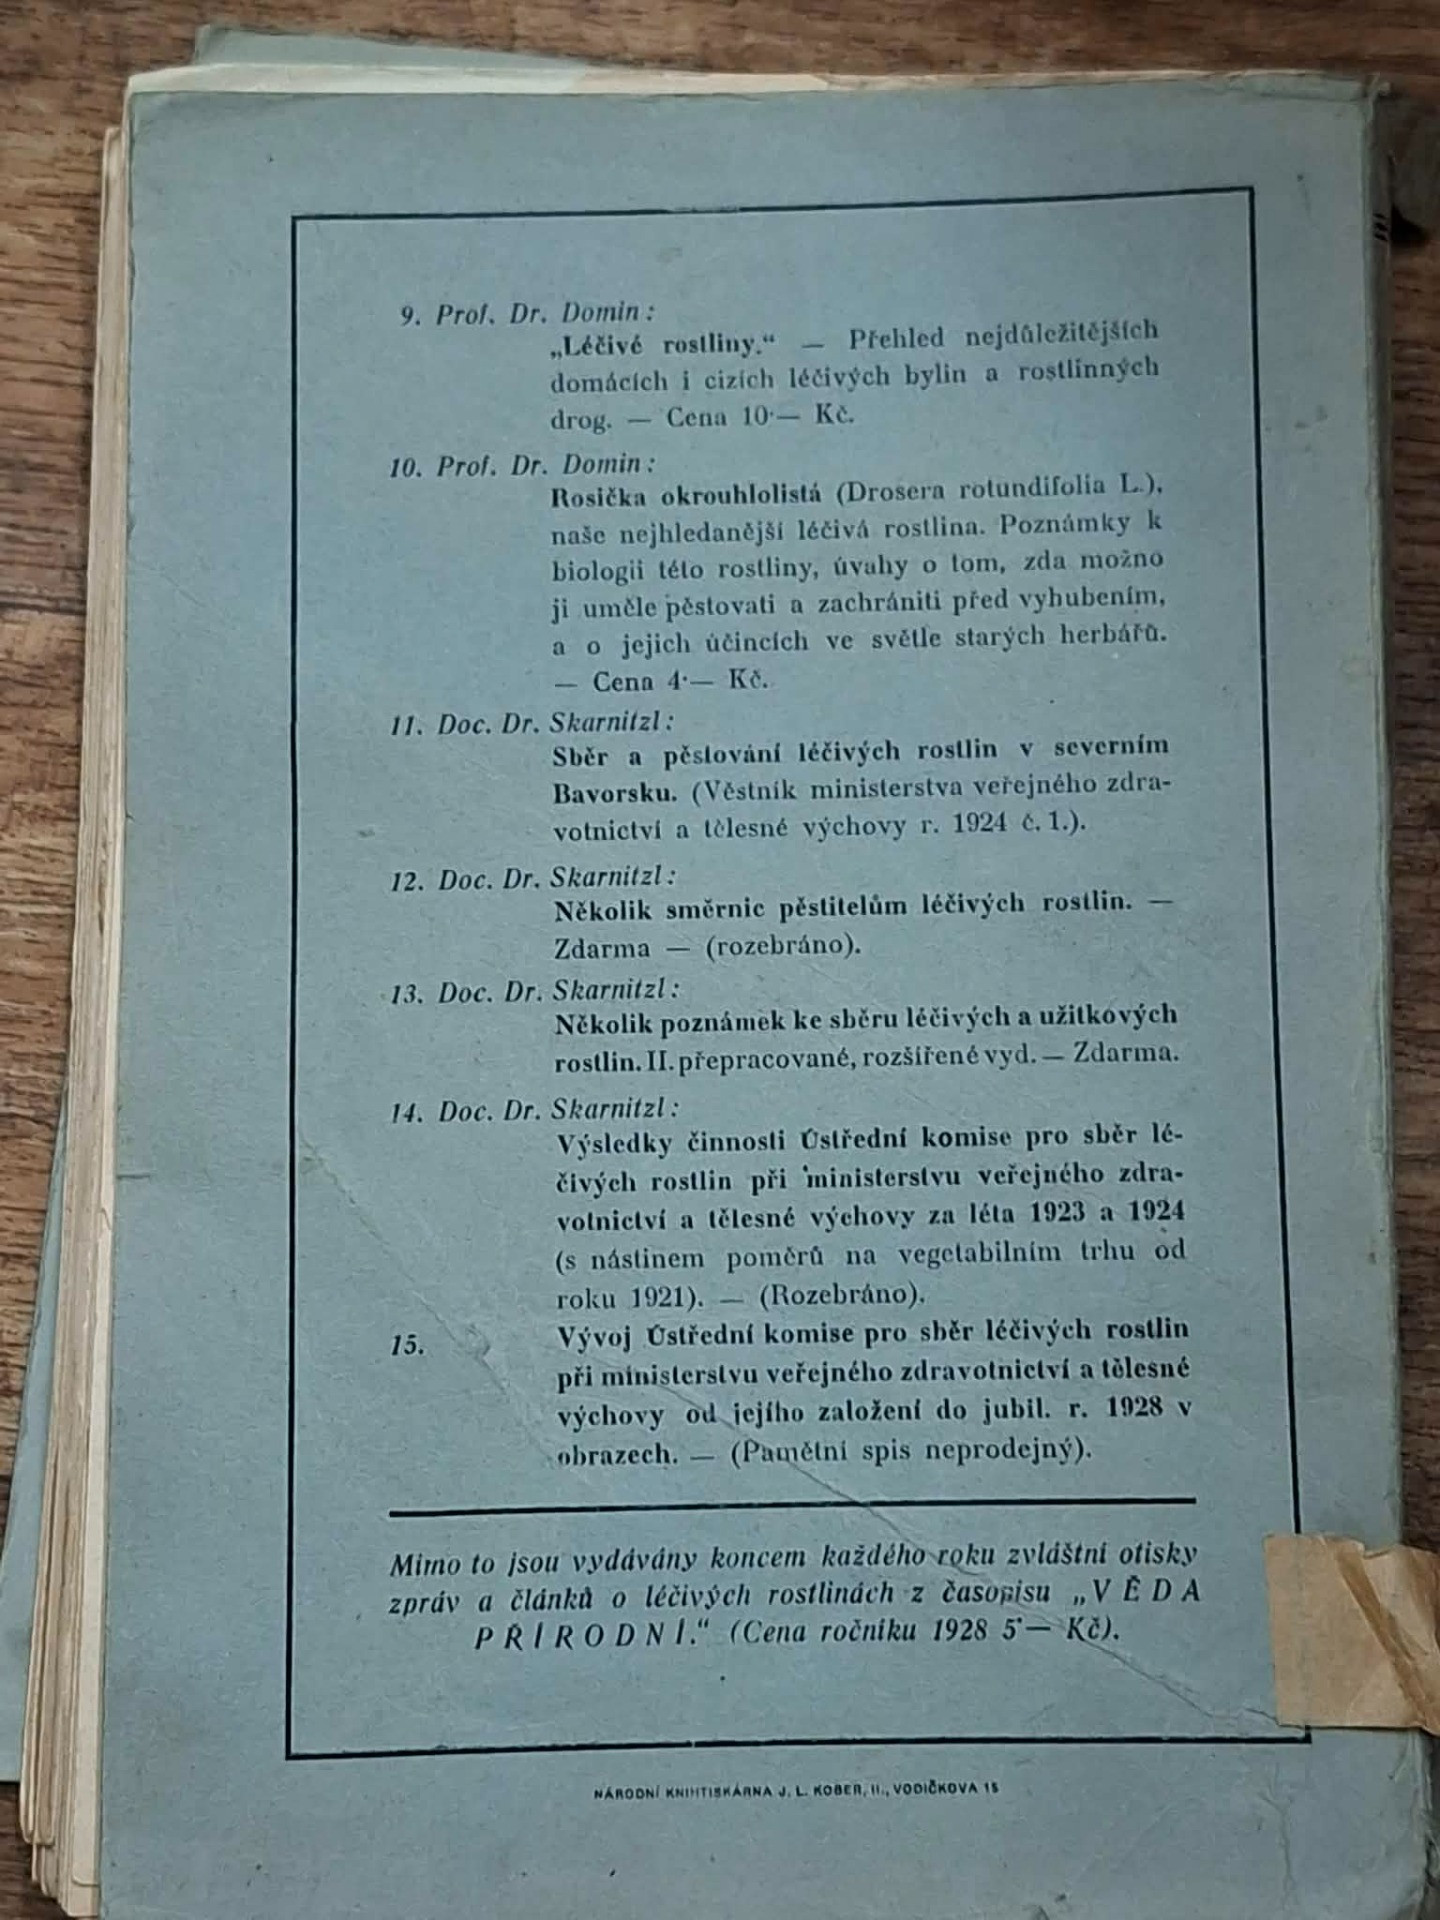 9. Prof. Dr. Domin:
„Léčivé rostliny.“ — Přehled nejdůležitějších
domácích i cizích léčivých bylin a rostlinných
drog. — Cena 10·— Kč.
10. Prof. Dr. Domin:
Rosička okrouhlolistá (Drosera rotundifolia L.),
naše nejhledanější léčivá rostlina. Poznámky k
biologii této rostliny, úvahy o tom, zda možno
ji uměle pěstovati a zachrániti před vyhubením,
a o jejich účincích ve světle starých herbářů.
— Cena 4·— Kč.
11. Doc. Dr. Skarnitzl:
Sběr a pěstování léčivých rostlin v severním
Bavorsku. (Věstník ministerstva veřejného zdra-
votnictví a tělesné výchovy r. 1924 č. 1.).
12. Doc. Dr. Skarnitzl:
Několik směrnic pěstitelům léčivých rostlin. —
Zdarma — (rozebráno).
13. Doc. Dr. Skarnitzl:
Několik poznámek ke sběru léčivých a užitkových
rostlin. II. přepracované, rozšířené vyd. — Zdarma.
14. Doc. Dr. Skarnitzl:
Výsledky činnosti Ústřední komise pro sběr lé-
čivých rostlin při ministerstvu veřejného zdra-
votnictví a tělesné výchovy za léta 1923 a 1924
(s nástinem poměrů na vegetabilním trhu od
roku 1921). — (Rozebráno).
15. Vývoj Ústřední komise pro sběr léčivých rostlin
při ministerstvu veřejného zdravotnictví a tělesné
výchovy od jejího založení do jubil. r. 1928 v
obrazech. — (Pamětní spis neprodejný).
Mimo to jsou vydávány koncem každého roku zvláštní otisky
zpráv a článků o léčivých rostlinách z časopisu „VĚDA
PŘÍRODNÍ.“ (Cena ročníku 1928 5·— Kč).
NÁRODNÍ KNIHTISKÁRNA J. L. KOBER, II., VODIČKOVA 15